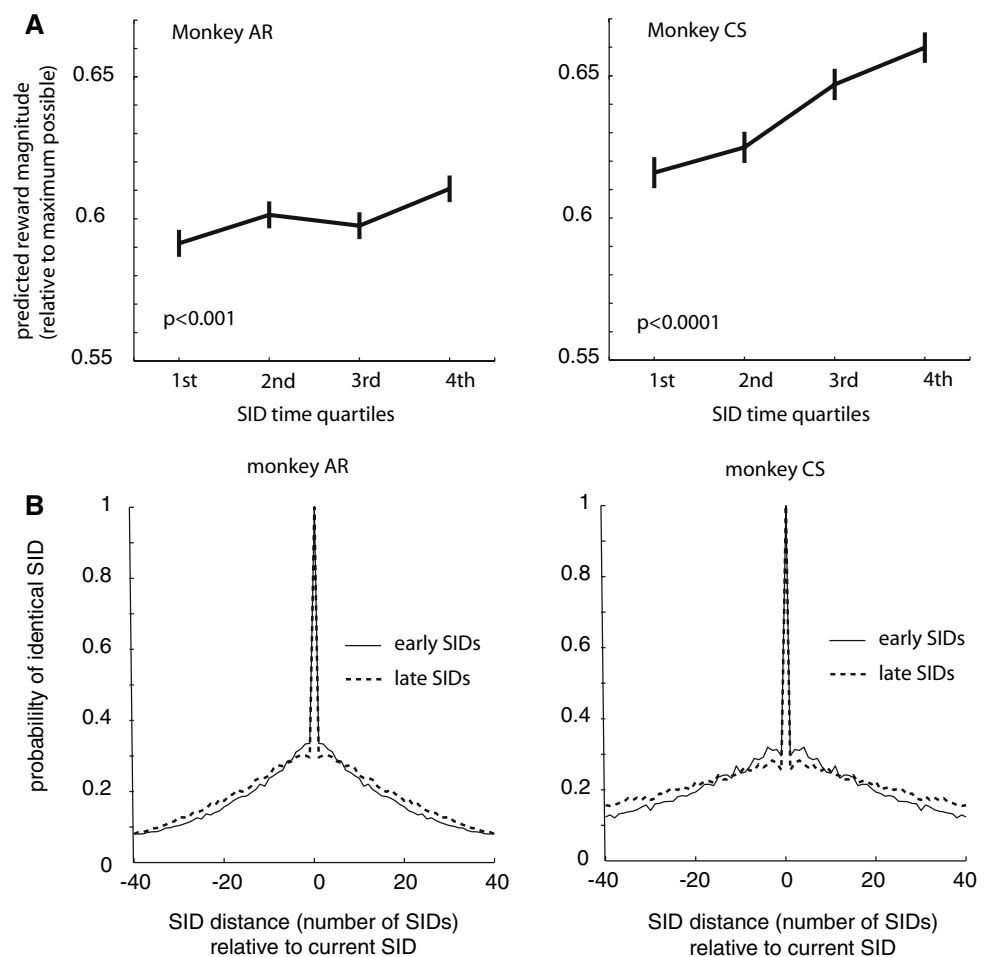 A
Monkey AR
Monkey CS
predicted reward magnitude
(relative to maximum possible)
0.65
0.6
0.55
p<0.001
1st 2nd 3rd 4th
SID time quartiles
0.65
0.6
0.55
p<0.0001
1st 2nd 3rd 4th
SID time quartiles
B
monkey AR
monkey CS
probabililty of identical SID
1
0.8
0.6
0.4
0.2
0
early SIDs
late SIDs
-40 -20 0 20 40
SID distance (number of SIDs)
relative to current SID
1
0.8
0.6
0.4
0.2
0
early SIDs
late SIDs
-40 -20 0 20 40
SID distance (number of SIDs)
relative to current SID